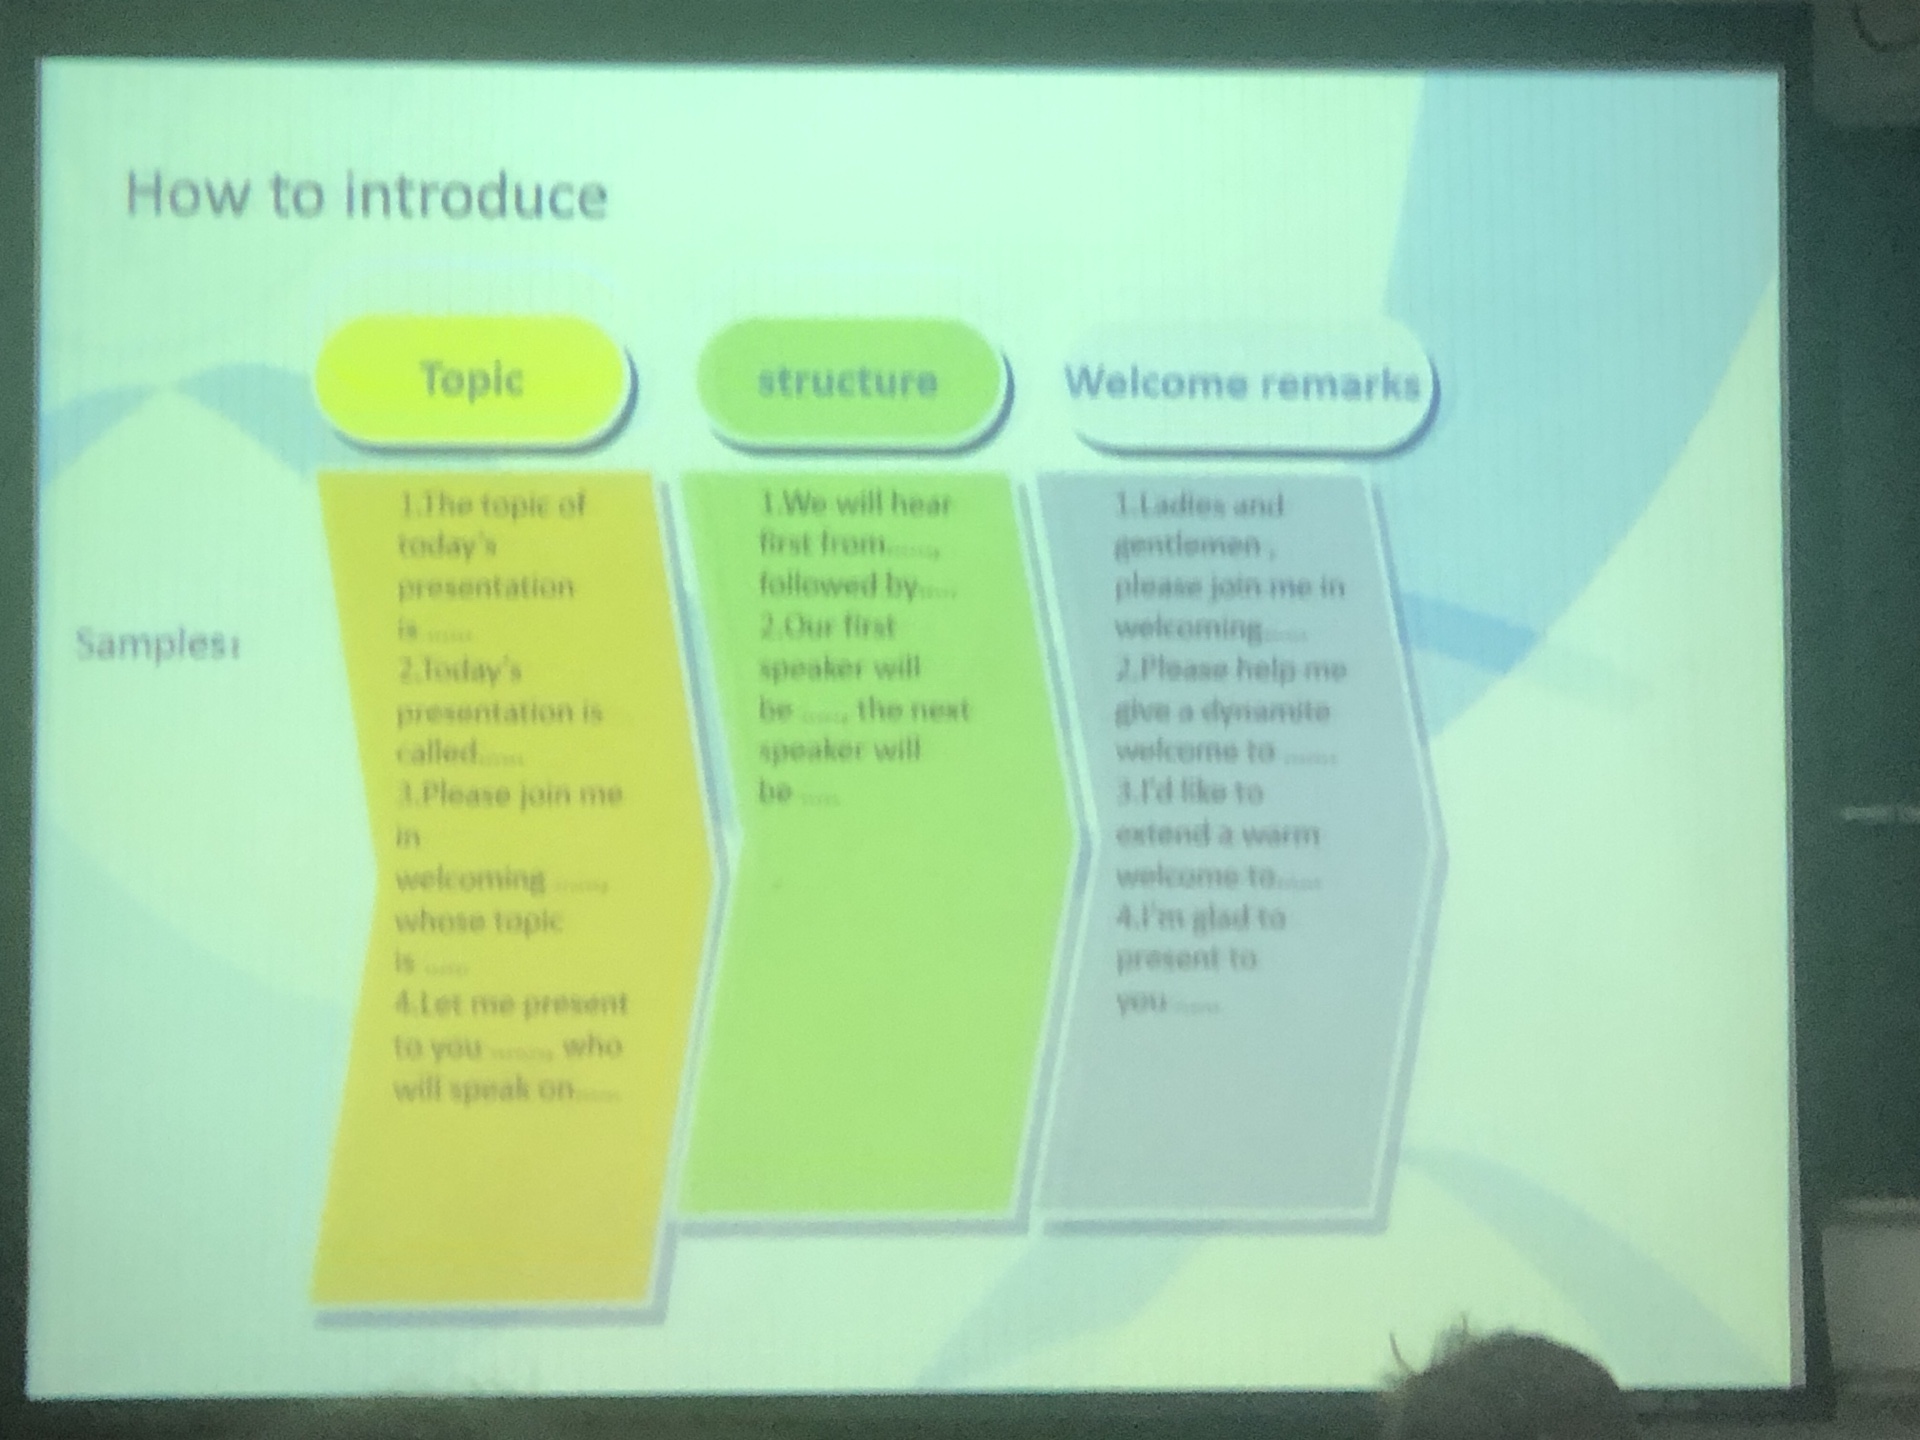 How to introduce
Topic
structure
Welcome remarks
Samples:
1.The topic of
today's
presentation
is ......
2.Today's
presentation is
called......
3.Please join me
in
welcoming ......,
whose topic
is ......
4.Let me present
to you ......, who
will speak on......
1.We will hear
first from......,
followed by......
2.Our first
speaker will
be ......, the next
speaker will
be ......
1.Ladies and
gentlemen ,
please join me in
welcoming......
2.Please help me
give a dynamite
welcome to ......
3.I'd like to
extend a warm
welcome to......
4.I'm glad to
present to
you ......